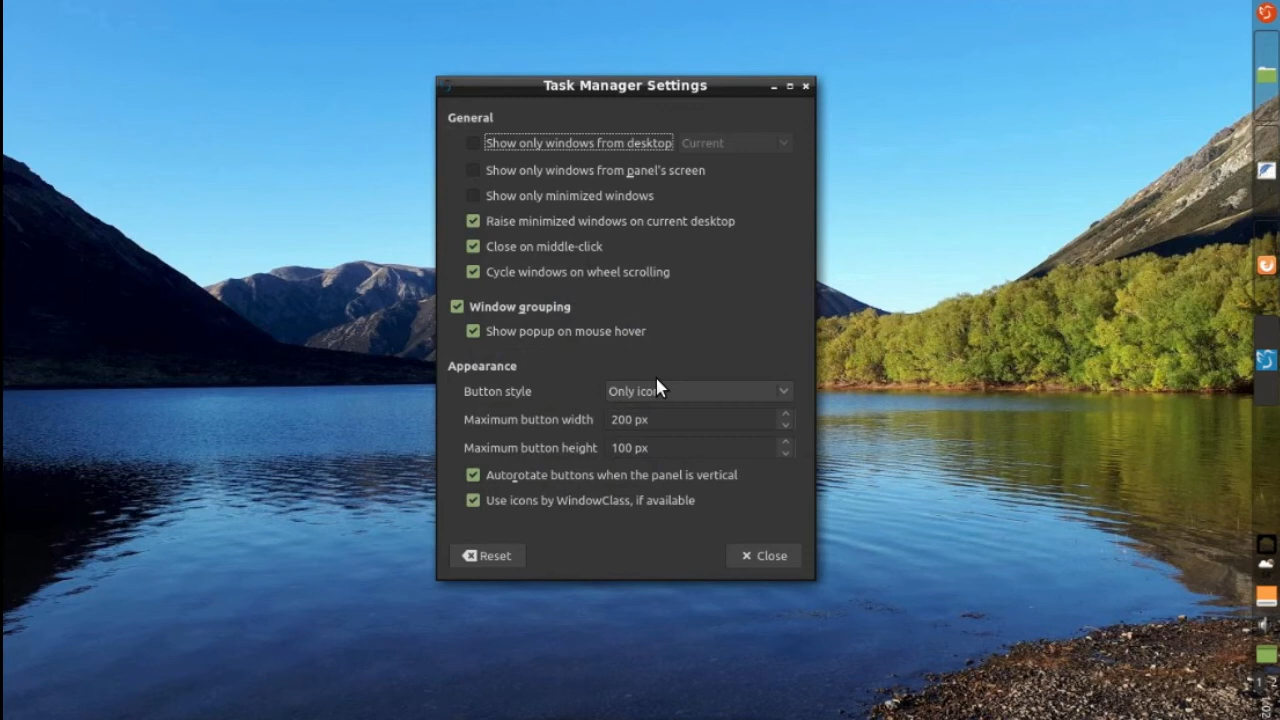 Task Manager Settings
General
Show only windows from desktop Current
Show only windows from panel's screen
Show only minimized windows
Raise minimized windows on current desktop
Close on middle-click
Cycle windows on wheel scrolling
Window grouping
Show popup on mouse hover
Appearance
Button style Only
Maximum button width 200 px
Maximum button height 100 px
Autorotate buttons when the panel is vertical
Use icons by WindowClass, if available
Reset Close